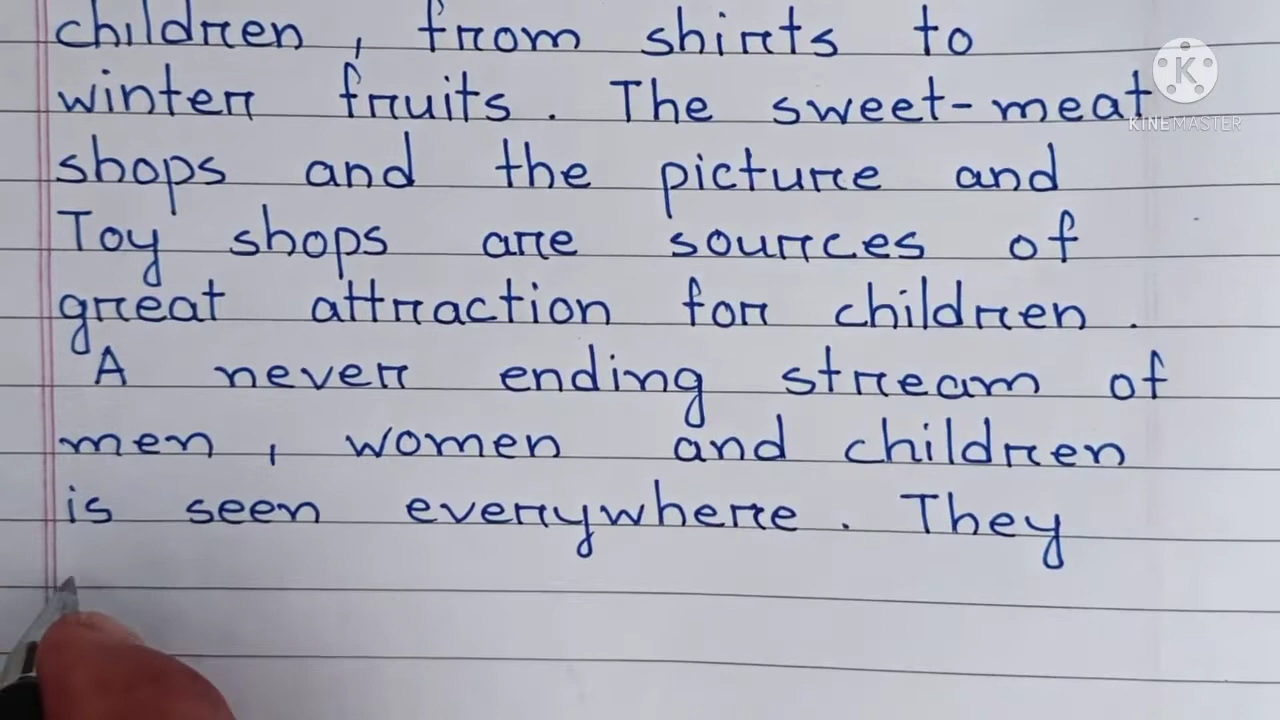 children, from shirts to
winter fruits. The sweet-meat
shops and the picture and
Toy shops are sources of
great attraction for children.
A never ending stream of
men, women and children
is seen everywhere. They
K
KINEMASTER